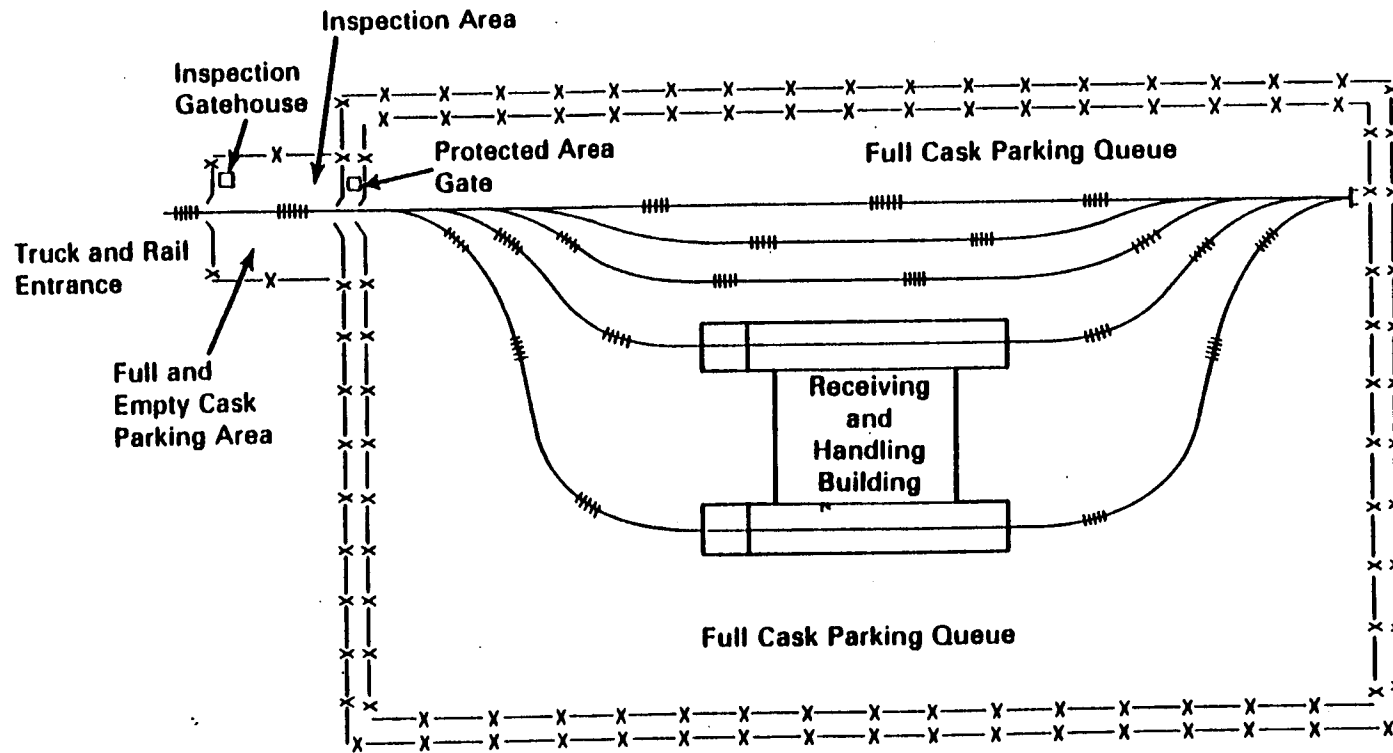 Inspection Area
Inspection
Gatehouse
Protected Area
Gate
Full Cask Parking Queue
Truck and Rail
Entrance
Full and
Empty Cask
Parking Area
Receiving
and
Handling
Building
Full Cask Parking Queue